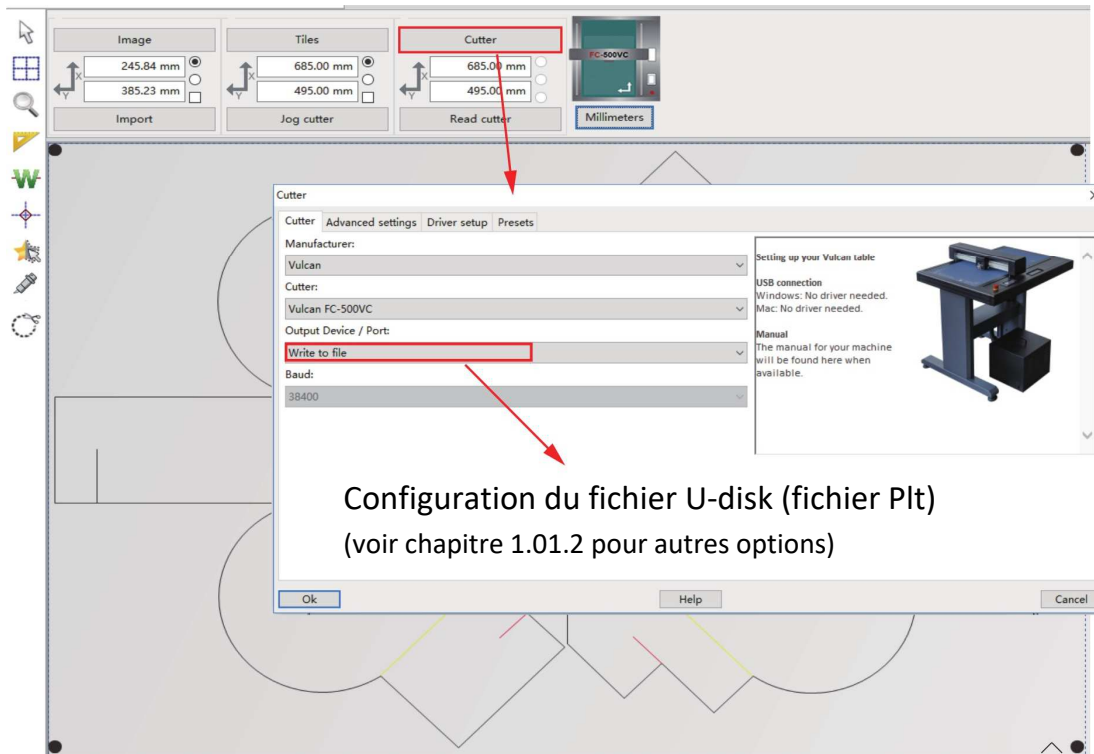 Image
Tiles
Cutter
FC-500VC
X
245.84 mm
X
685.00 mm
X
685.00 mm
Y
385.23 mm
Y
495.00 mm
Y
495.00 mm
Import
Jog cutter
Read cutter
Millimeters
W
Cutter
Cutter
Advanced settings
Driver setup
Presets
Manufacturer:
Vulcan
Cutter:
Vulcan FC-500VC
Output Device / Port:
Write to file
Baud:
38400
Setting up your Vulcan table
USB connection
Windows: No driver needed.
Mac: No driver needed.
Manual
The manual for your machine
will be found here when
available.
Configuration du fichier U-disk (fichier Plt)
(voir chapitre 1.01.2 pour autres options)
Ok
Help
Cancel